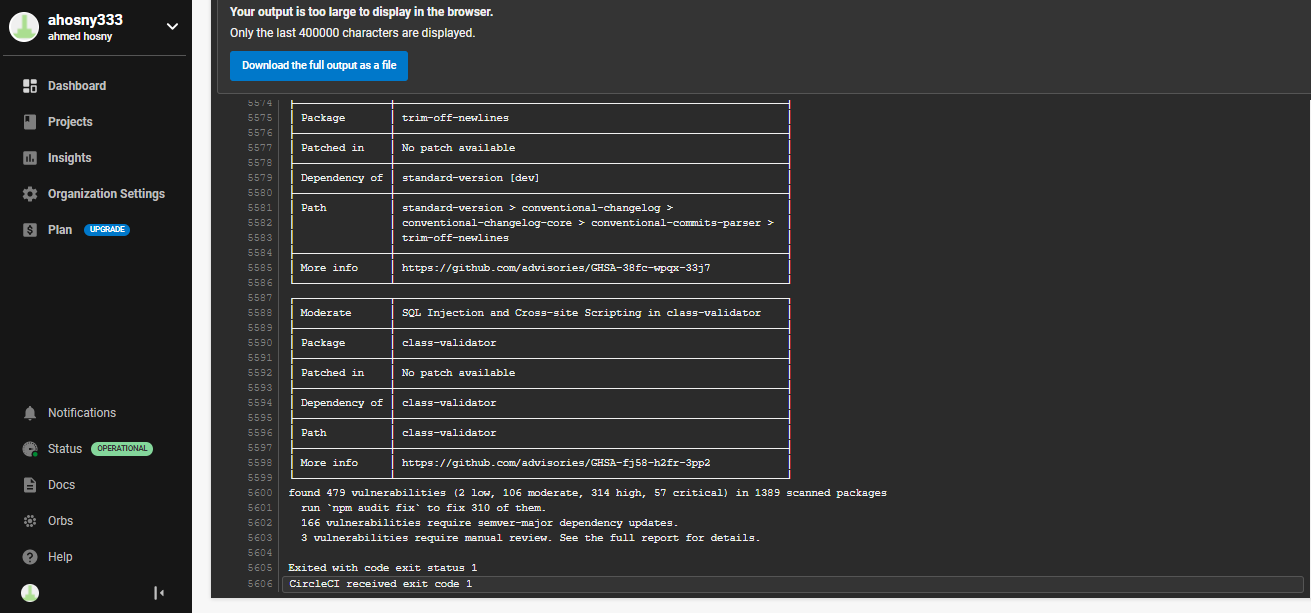 ahosny333
ahmed hosny
Dashboard
Projects
Insights
Organization Settings
Plan UPGRADE
Notifications
Status OPERATIONAL
Docs
Orbs
Help
Your output is too large to display in the browser.
Only the last 400000 characters are displayed.
Download the full output as a file
5574
5575 Package trim-off-newlines
5576
5577 Patched in No patch available
5578
5579 Dependency of standard-version [dev]
5580
5581 Path standard-version > conventional-changelog >
5582 conventional-changelog-core > conventional-commits-parser >
5583 trim-off-newlines
5584
5585 More info https://github.com/advisories/GHSA-38fc-wpqx-33j7
5586
5587
5588 Moderate SQL Injection and Cross-site Scripting in class-validator
5589
5590 Package class-validator
5591
5592 Patched in No patch available
5593
5594 Dependency of class-validator
5595
5596 Path class-validator
5597
5598 More info https://github.com/advisories/GHSA-fj58-h2fr-3pp2
5599
5600 found 479 vulnerabilities (2 low, 106 moderate, 314 high, 57 critical) in 1389 scanned packages
5601 run `npm audit fix` to fix 310 of them.
5602 166 vulnerabilities require semver-major dependency updates.
5603 3 vulnerabilities require manual review. See the full report for details.
5604
5605 Exited with code exit status 1
5606 CircleCI received exit code 1